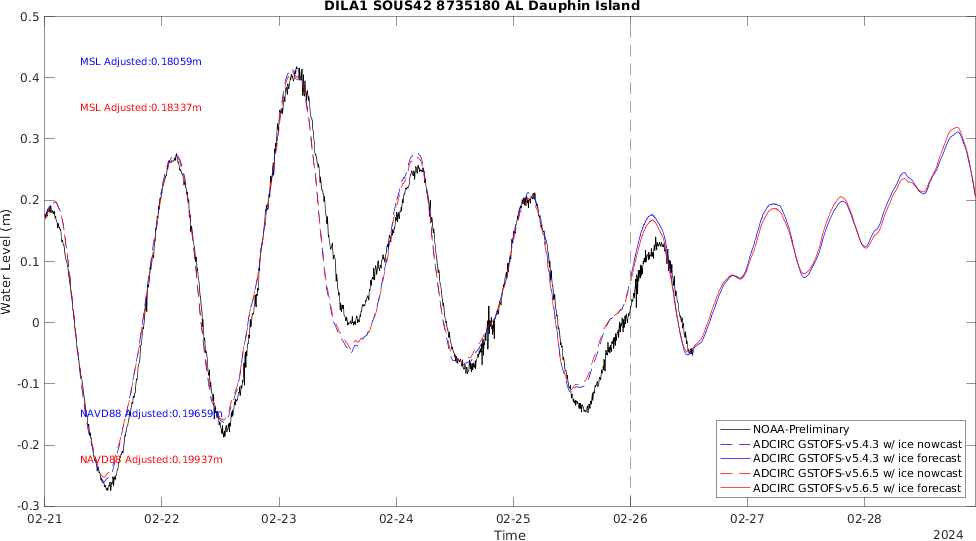 DILA1 SOUS42 8735180 AL Dauphin Island
0.5
0.4
0.3
0.2
0.1
0
-0.1
-0.2
-0.3
Water Level (m)
MSL Adjusted:0.18059m
MSL Adjusted:0.18337m
NAVD88 Adjusted:0.19659m
NAVD88 Adjusted:0.19937m
NOAA-Preliminary
ADCIRC GSTOFS-v5.4.3 w/ ice nowcast
ADCIRC GSTOFS-v5.4.3 w/ ice forecast
ADCIRC GSTOFS-v5.6.5 w/ ice nowcast
ADCIRC GSTOFS-v5.6.5 w/ ice forecast
02-21 02-22 02-23 02-24 02-25 02-26 02-27 02-28
Time
2024